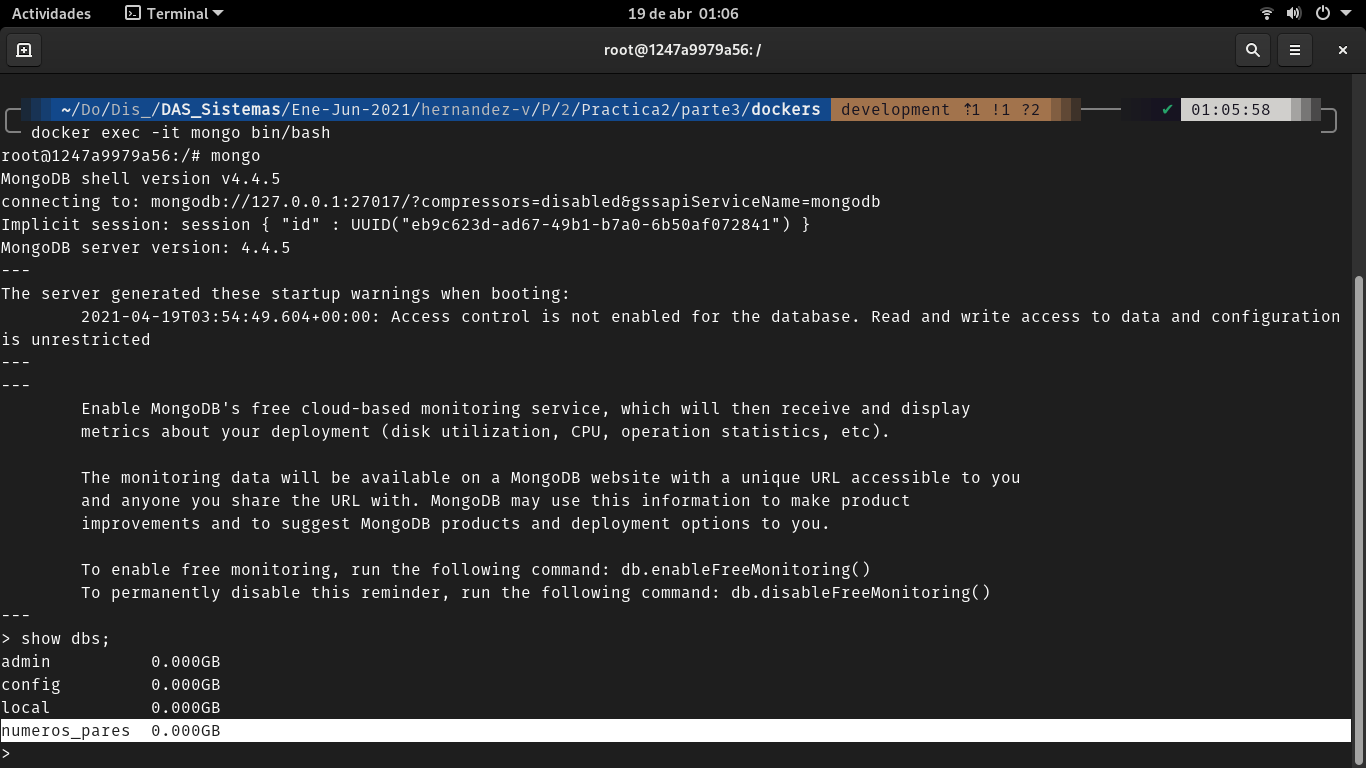 Actividades Terminal 19 de abr 01:06
root@1247a9979a56: /
~/Do/Dis_/DAS_Sistemas/Ene-Jun-2021/hernandez-v/P/2/Practica2/parte3/dockers development ⇡1 !1 ?2 ✔ 01:05:58
docker exec -it mongo bin/bash
root@1247a9979a56:/# mongo
MongoDB shell version v4.4.5
connecting to: mongodb://127.0.0.1:27017/?compressors=disabled&gssapiServiceName=mongodb
Implicit session: session { "id" : UUID("eb9c623d-ad67-49b1-b7a0-6b50af072841") }
MongoDB server version: 4.4.5
---
The server generated these startup warnings when booting:
2021-04-19T03:54:49.604+00:00: Access control is not enabled for the database. Read and write access to data and configuration
is unrestricted
---
---
Enable MongoDB's free cloud-based monitoring service, which will then receive and display
metrics about your deployment (disk utilization, CPU, operation statistics, etc).
The monitoring data will be available on a MongoDB website with a unique URL accessible to you
and anyone you share the URL with. MongoDB may use this information to make product
improvements and to suggest MongoDB products and deployment options to you.
To enable free monitoring, run the following command: db.enableFreeMonitoring()
To permanently disable this reminder, run the following command: db.disableFreeMonitoring()
---
> show dbs;
admin 0.000GB
config 0.000GB
local 0.000GB
numeros_pares 0.000GB
>